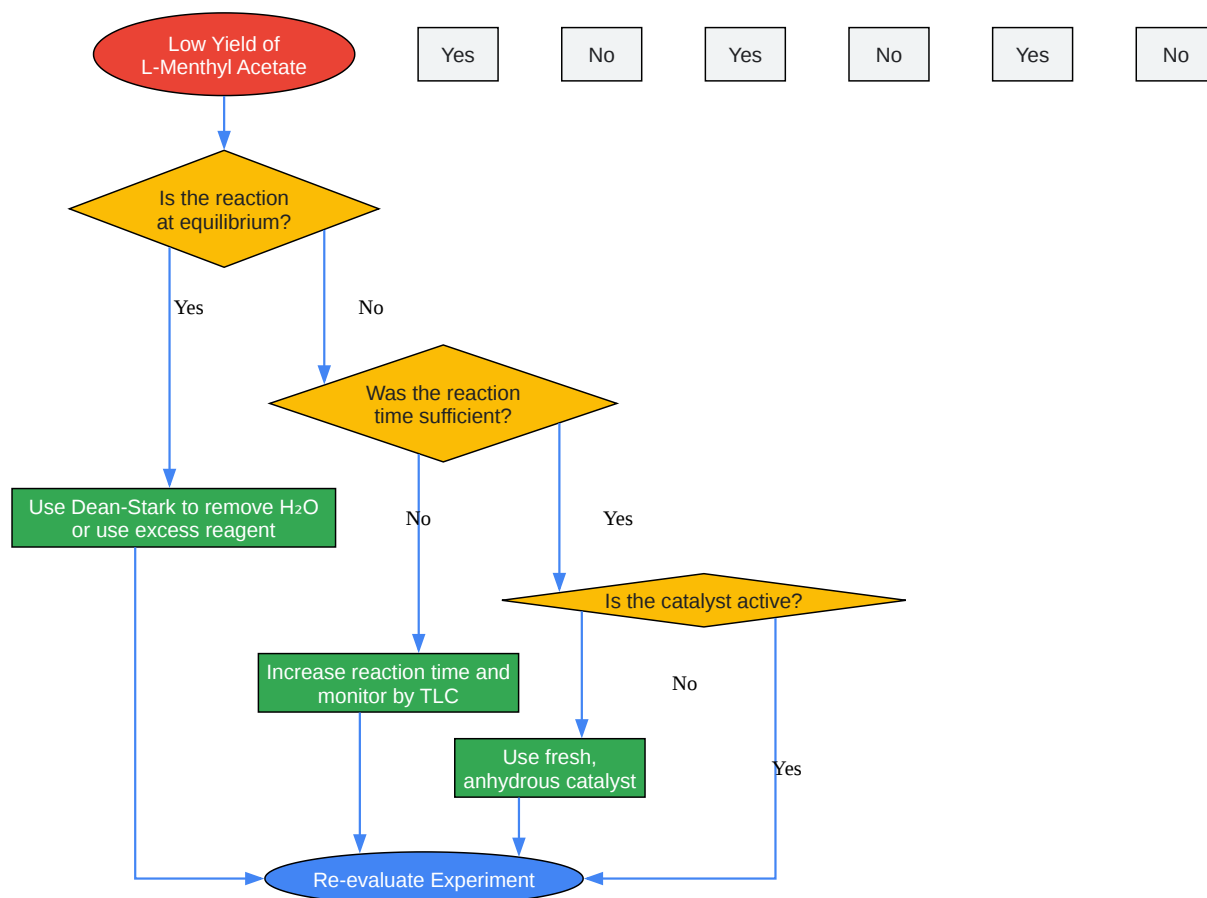 Low Yield of
L-Menthyl Acetate
Yes
No
Yes
No
Yes
No
Is the reaction
at equilibrium?
Yes
No
Was the reaction
time sufficient?
Use Dean-Stark to remove H₂O
or use excess reagent
No
Yes
Is the catalyst active?
Increase reaction time and
monitor by TLC
No
Use fresh,
anhydrous catalyst
Yes
Re-evaluate Experiment